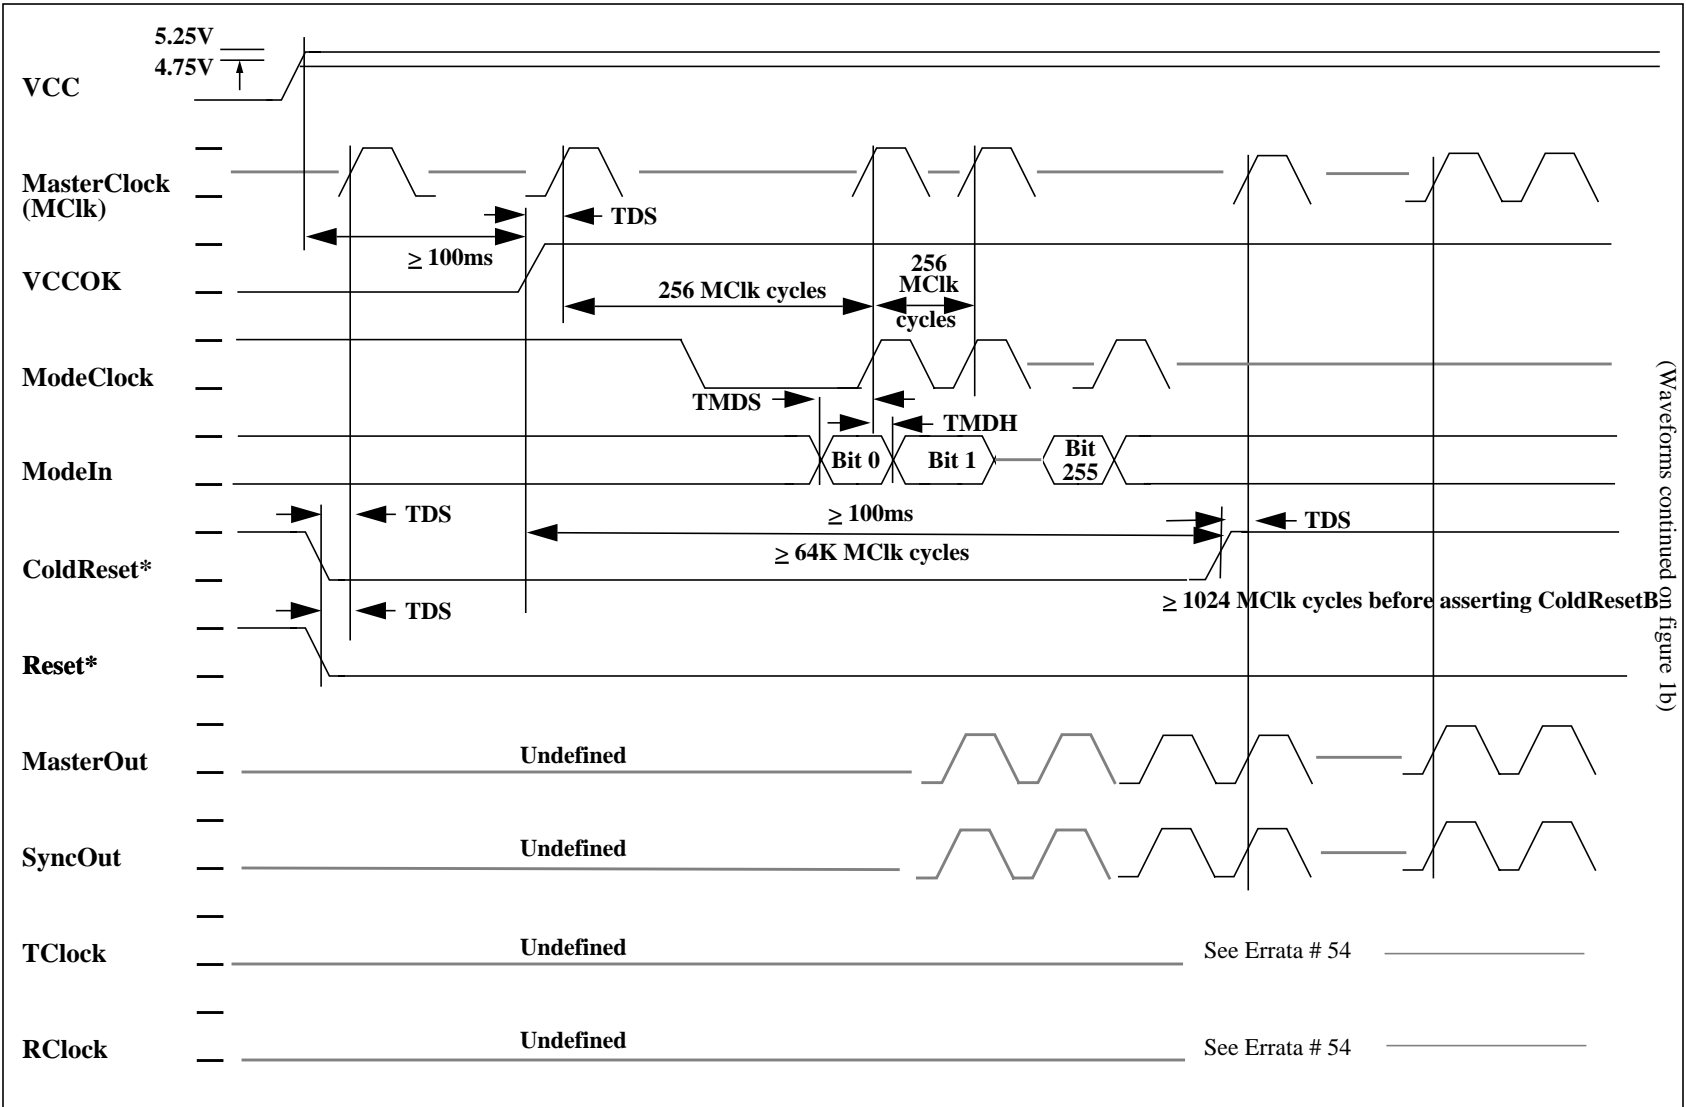 5.25V
4.75V
VCC
MasterClock
(MClk)
TDS
≥ 100ms
VCCOK
256 MClk cycles
256
MClk
cycles
ModeClock
TMDS
TMDH
ModeIn
Bit 0
Bit 1
Bit
255
TDS
≥ 100ms
TDS
ColdReset*
≥ 64K MClk cycles
≥ 1024 MClk cycles before asserting ColdResetB
TDS
Reset*
(Waveforms continued on figure 1b)
MasterOut
Undefined
SyncOut
Undefined
TClock
Undefined
See Errata # 54
RClock
Undefined
See Errata # 54